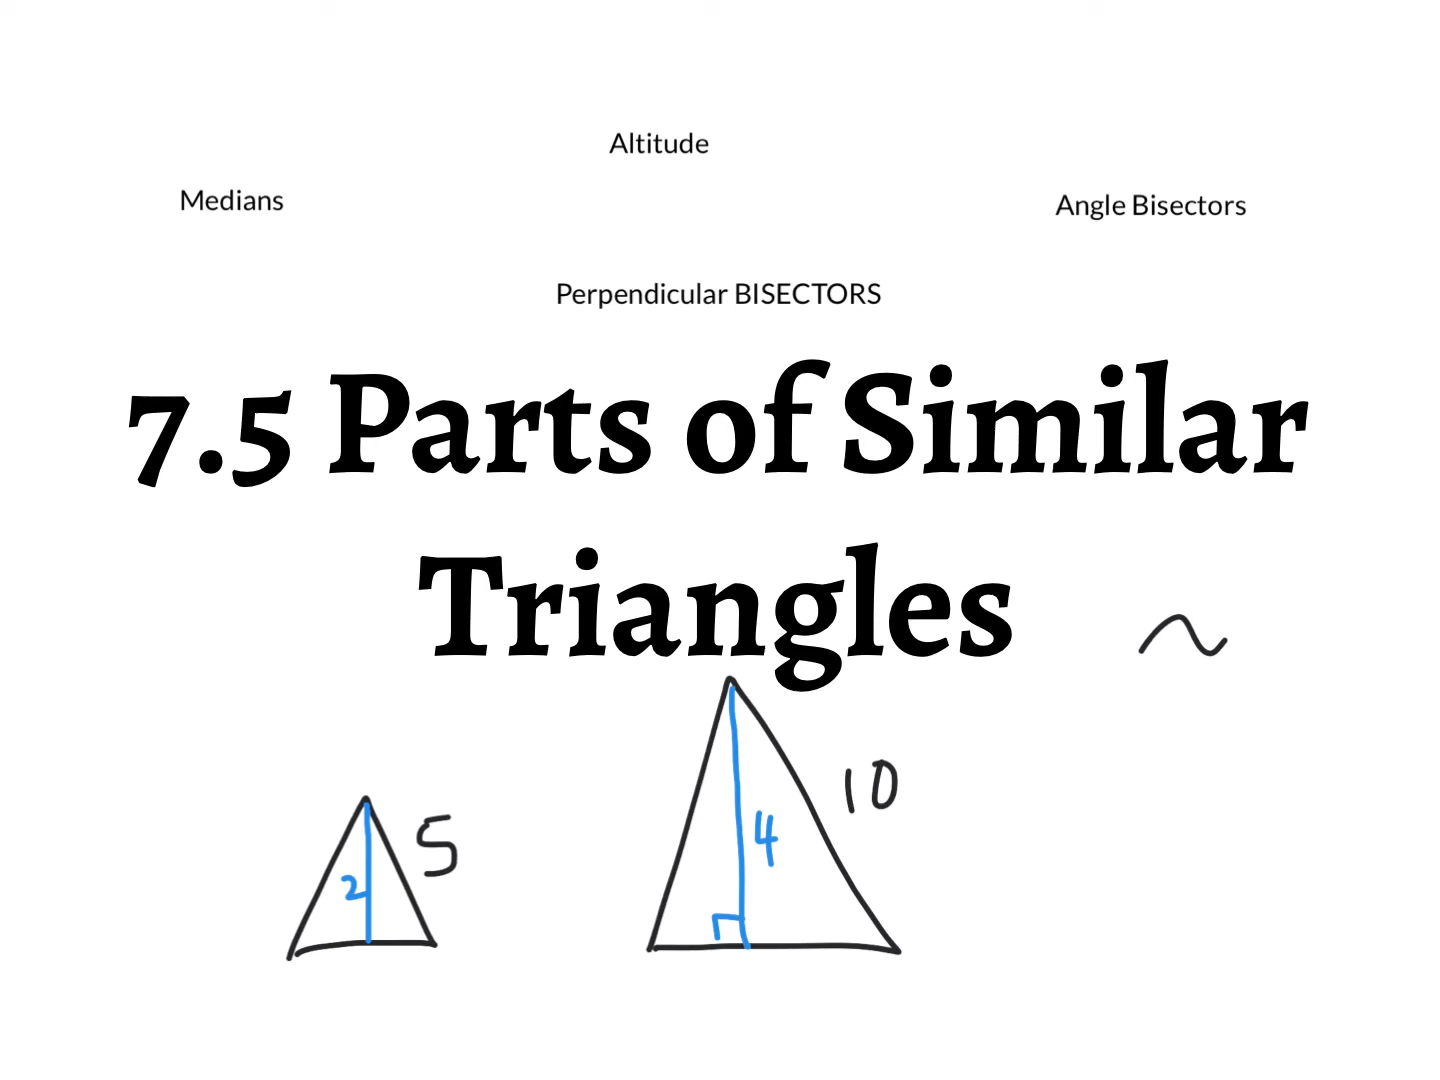 Altitude
Medians
Angle Bisectors
Perpendicular BISECTORS
7.5 Parts of Similar
Triangles
~
10
5
4
2